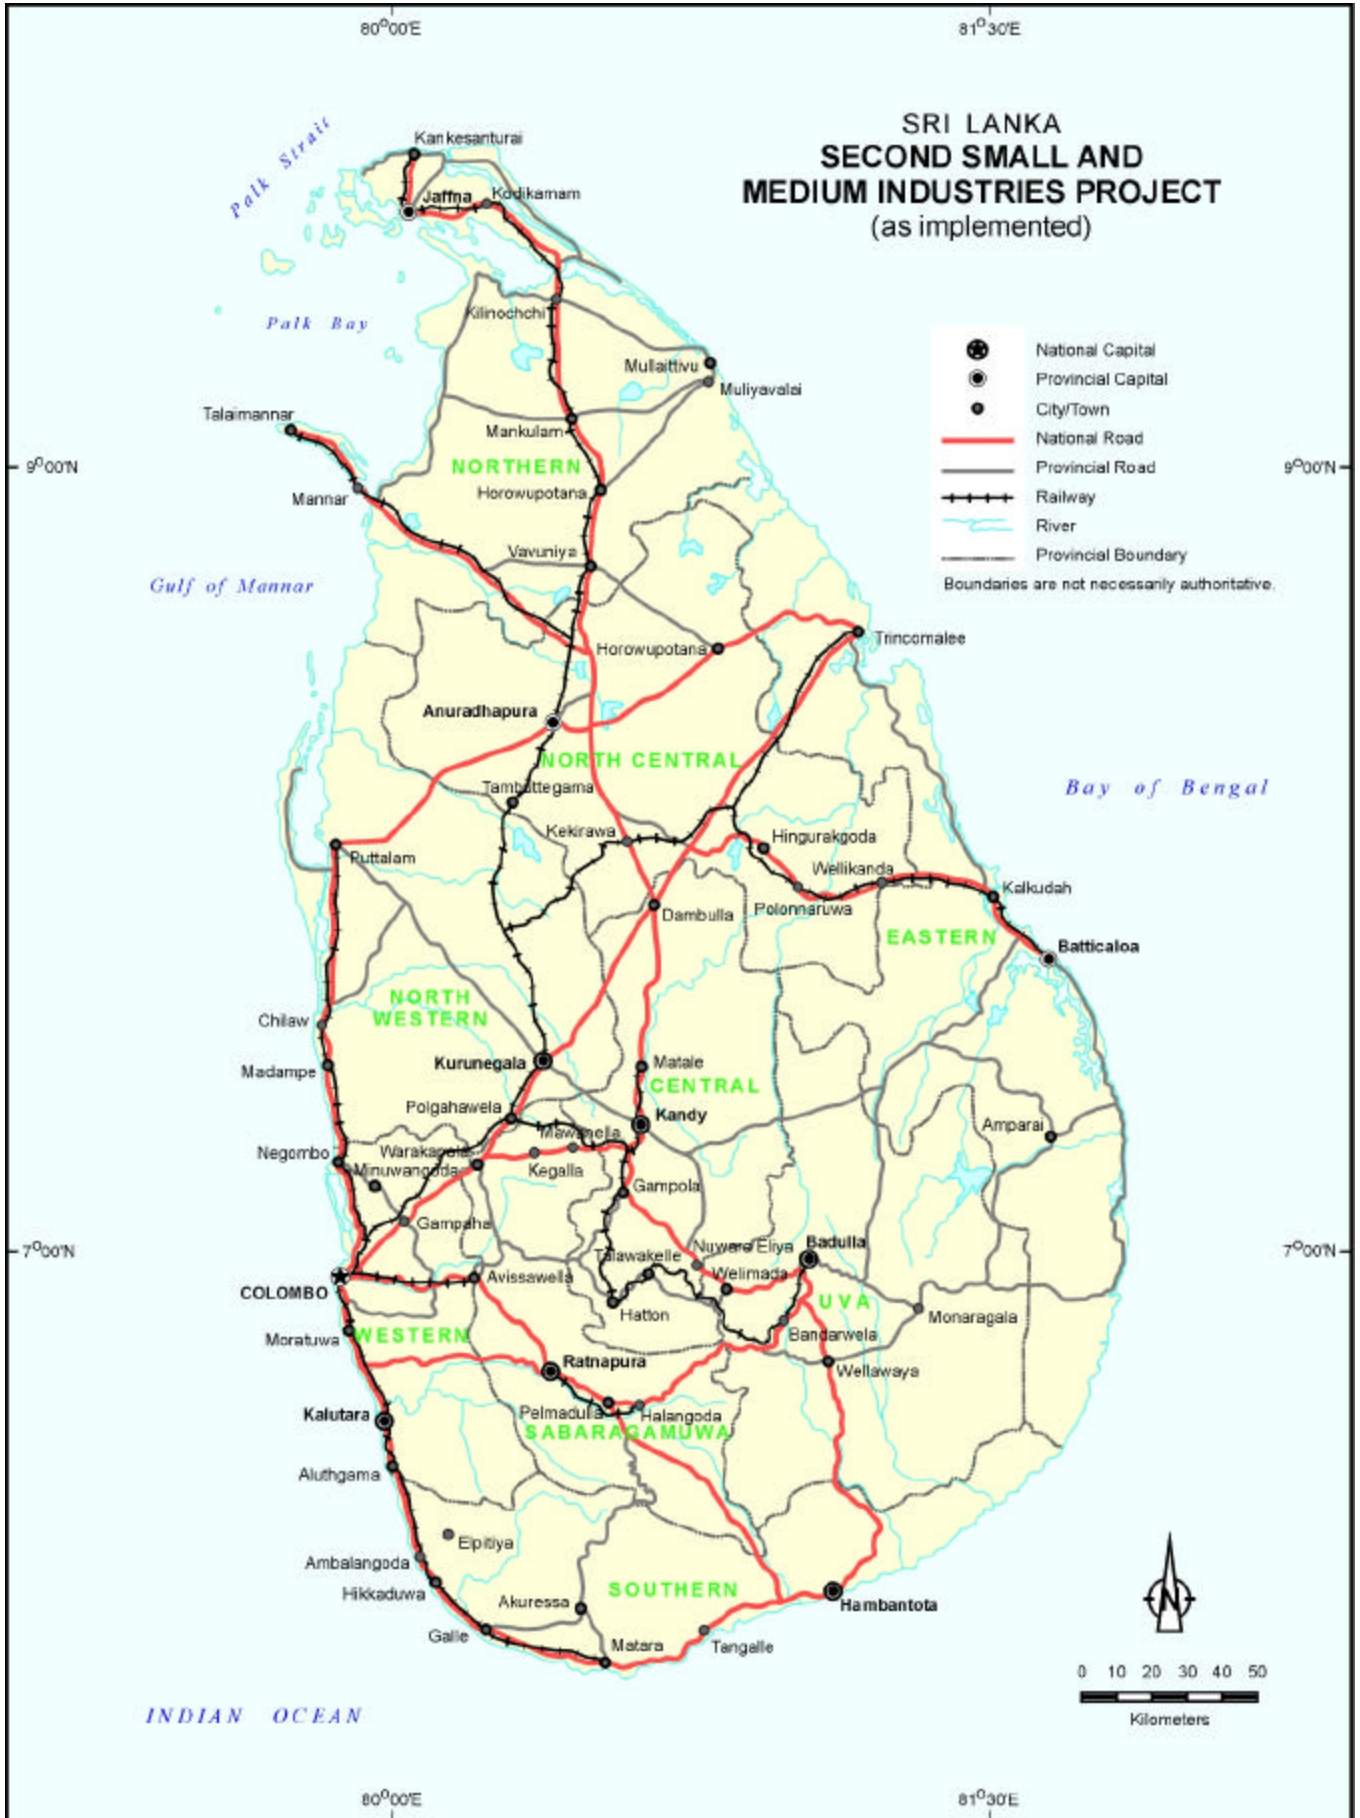 80°00'E
81°30'E
SRI LANKA
SECOND SMALL AND
MEDIUM INDUSTRIES PROJECT
(as implemented)
Palk Strait
Kankesanturai
Jaffna
Kodikamam
Palk Bay
Kilinochchi
National Capital
Provincial Capital
City/Town
National Road
Provincial Road
Railway
River
Provincial Boundary
Boundaries are not necessarily authoritative.
Mullaittivu
Muliyavalai
Talaimannar
Mankulam
9°00'N
NORTHERN
9°00'N
Mannar
Horowupotana
Vavuniya
Gulf of Mannar
Horowupotana
Trincomalee
Anuradhapura
NORTH CENTRAL
Tambuttegama
Bay of Bengal
Kekirawa
Hingurakgoda
Puttalam
Wellikanda
Kalkudah
Polonnaruwa
Dambulla
EASTERN
Batticaloa
NORTH
WESTERN
Chilaw
Kurunegala
Matale
Madampe
CENTRAL
Polgahawela
Kandy
Amparai
Mawanella
Negombo
Warakapola
Minuwangoda
Kegalla
Gampola
Gampaha
7°00'N
Talawakelle
Nuwara Eliya
Badulla
7°00'N
Welimada
Avissawella
COLOMBO
UVA
Hatton
Monaragala
Moratuwa
WESTERN
Bandarwela
Ratnapura
Wellawaya
Kalutara
Pelmadulla
Halangoda
SABARAGAMUWA
Aluthgama
Elpitiya
Ambalangoda
Hikkaduwa
SOUTHERN
Akuressa
Hambantota
Galle
Matara
Tangalle
N
0 10 20 30 40 50
Kilometers
INDIAN OCEAN
80°00'E
81°30'E